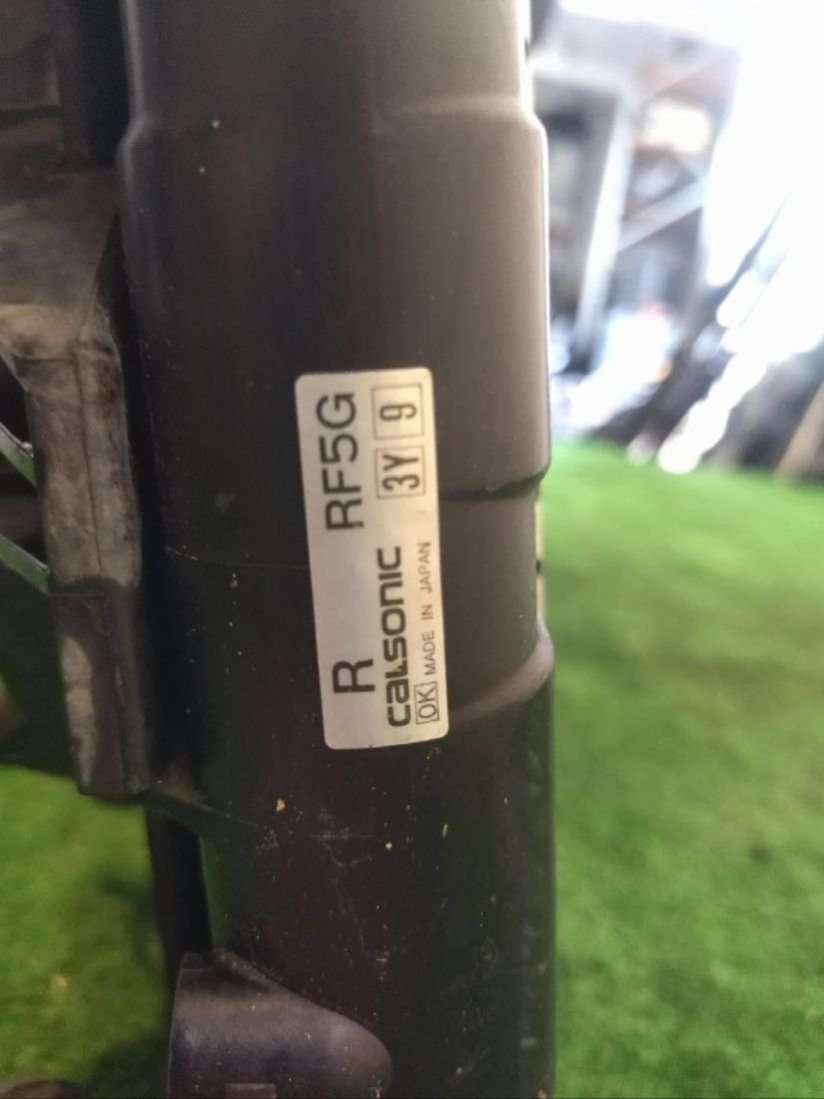 R RF5G
calsonic 3Y 9
OK MADE IN JAPAN